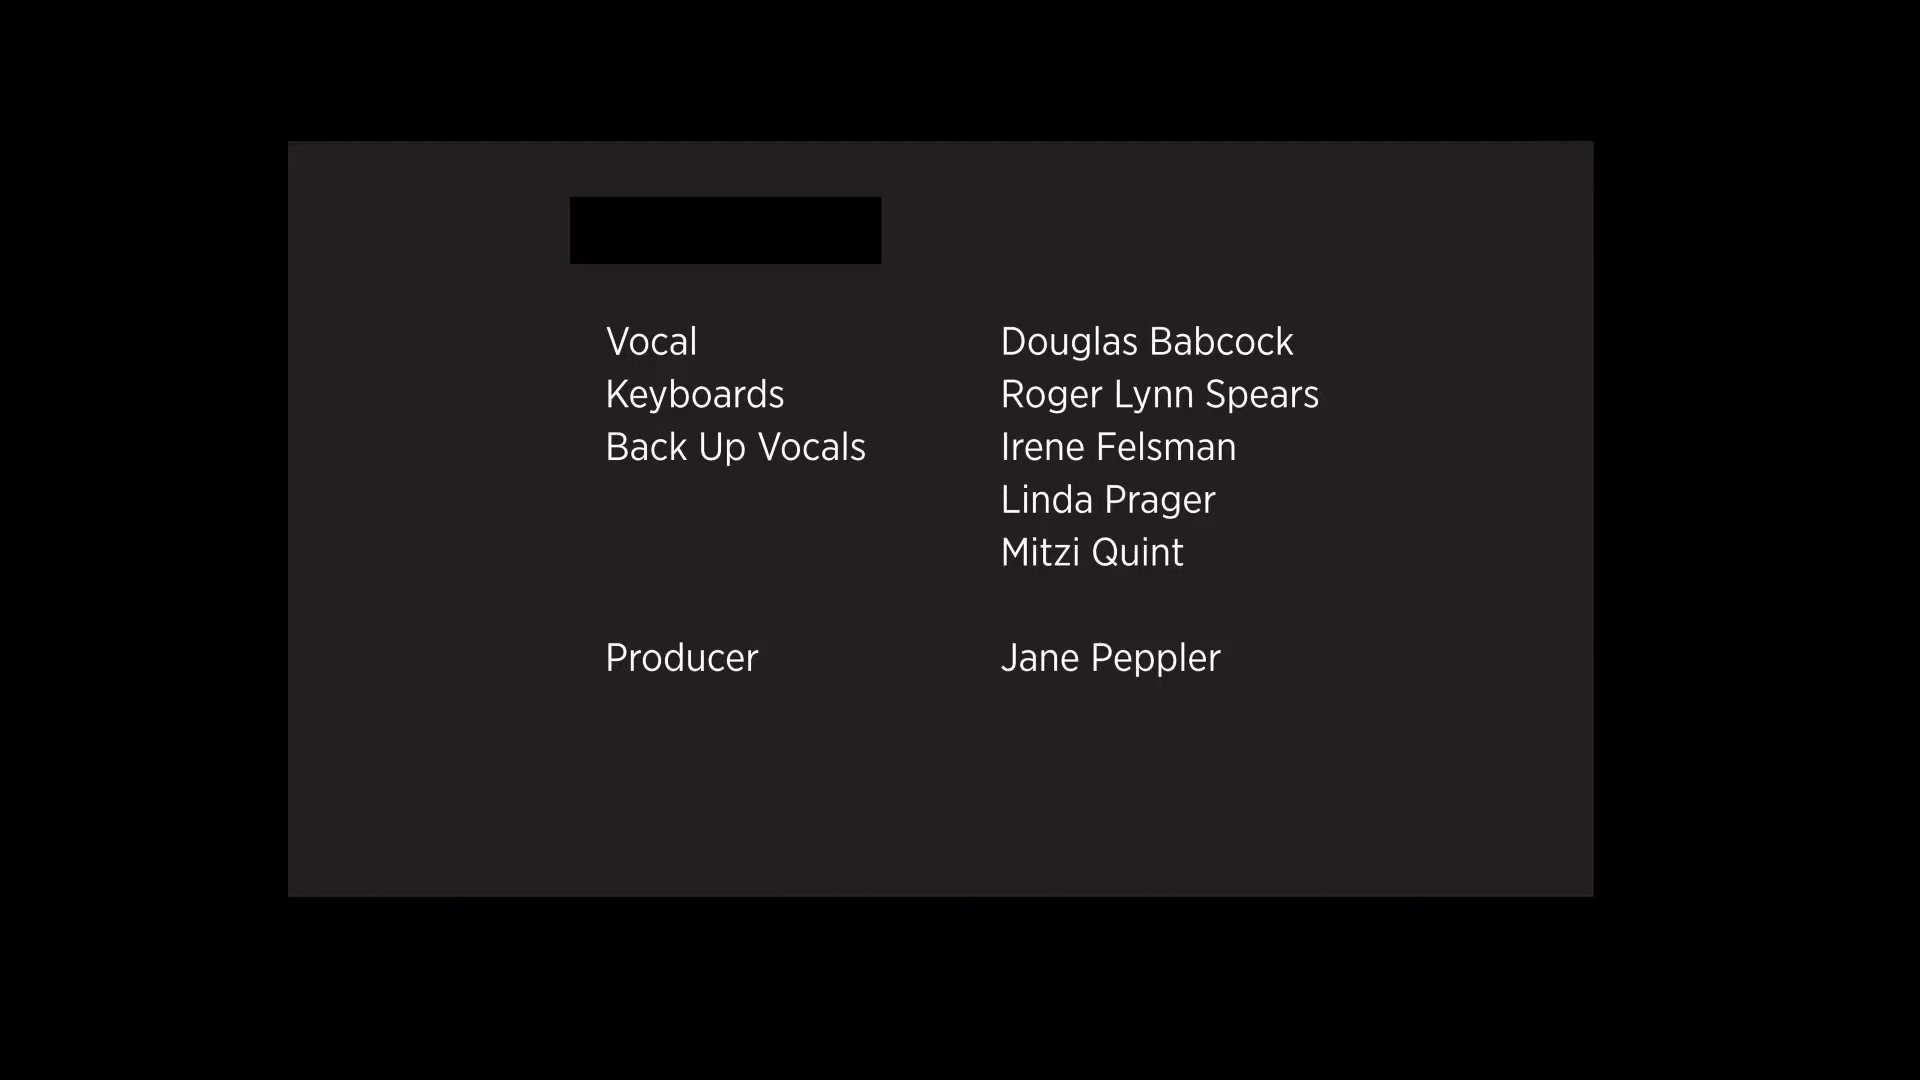 Vocal Douglas Babcock
Keyboards Roger Lynn Spears
Back Up Vocals Irene Felsman
Linda Prager
Mitzi Quint
Producer Jane Peppler